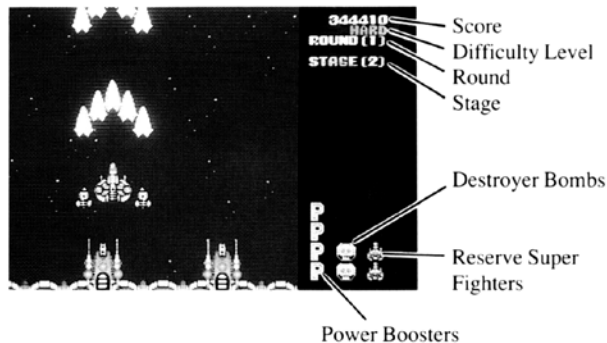 344410
HARD
ROUND(1)
STAGE(2)
Score
Difficulty Level
Round
Stage
Destroyer Bombs
P
P
P
P
Reserve Super
Fighters
Power Boosters